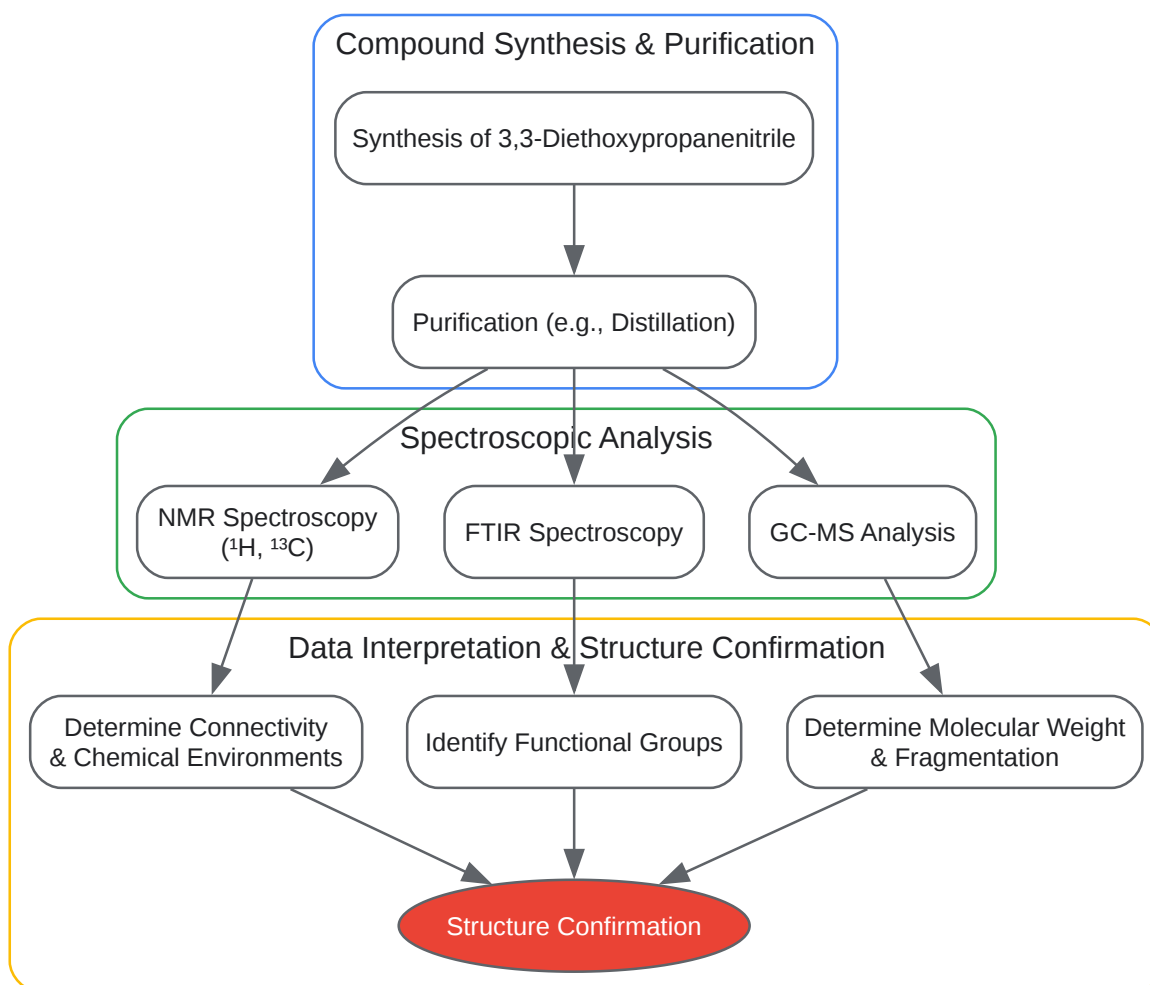 Compound Synthesis & Purification
Synthesis of 3,3-Diethoxypropanenitrile
Purification (e.g., Distillation)
Spectroscopic Analysis
NMR Spectroscopy
(¹H, ¹³C)
FTIR Spectroscopy
GC-MS Analysis
Data Interpretation & Structure Confirmation
Determine Connectivity
& Chemical Environments
Identify Functional Groups
Determine Molecular Weight
& Fragmentation
Structure Confirmation